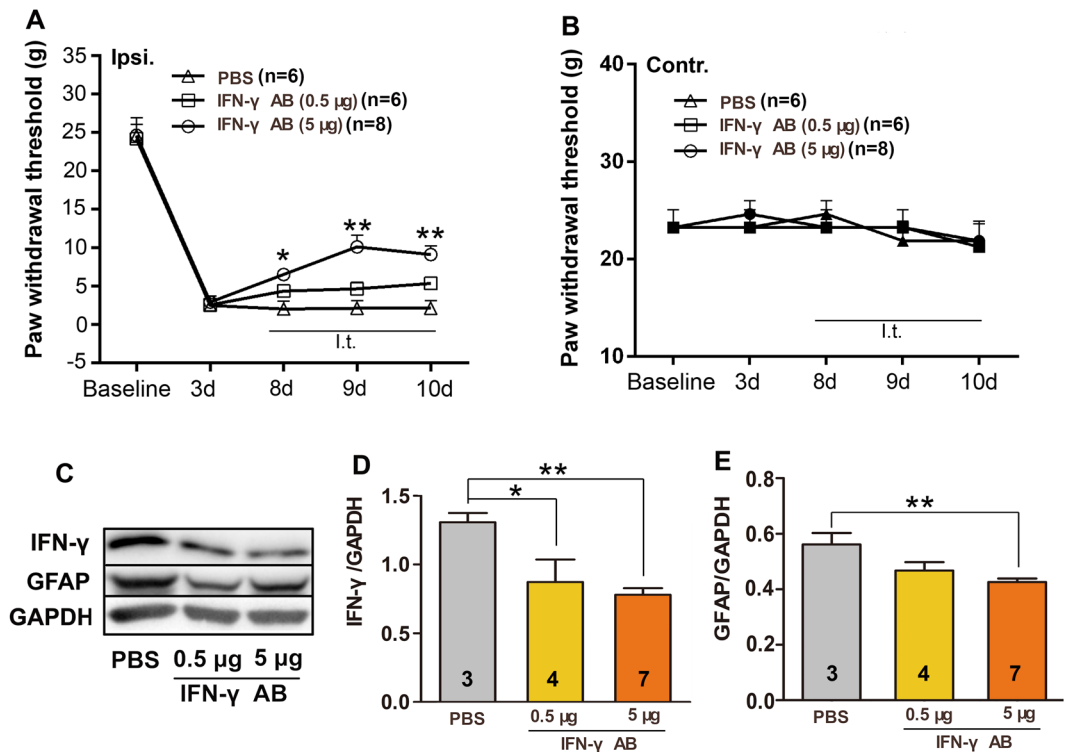 A
Ipsi.
PBS (n=6)
IFN-γ AB (0.5 μg) (n=6)
IFN-γ AB (5 μg) (n=8)
Paw withdrawal threshold (g)
35
30
25
20
15
10
5
0
-5
*
**
**
I.t.
Baseline 3d 8d 9d 10d
B
Contr.
PBS (n=6)
IFN-γ AB (0.5 μg) (n=6)
IFN-γ AB (5 μg) (n=8)
Paw withdrawal threshold (g)
40
30
20
10
I.t.
Baseline 3d 8d 9d 10d
C
IFN-γ
GFAP
GAPDH
PBS 0.5 μg 5 μg
IFN-γ AB
D
IFN-γ /GAPDH
1.5
1.0
0.5
0.0
**
*
3 4 7
PBS 0.5 μg 5 μg
IFN-γ AB
E
GFAP/GAPDH
0.8
0.6
0.4
0.2
0.0
**
3 4 7
PBS 0.5 μg 5 μg
IFN-γ AB